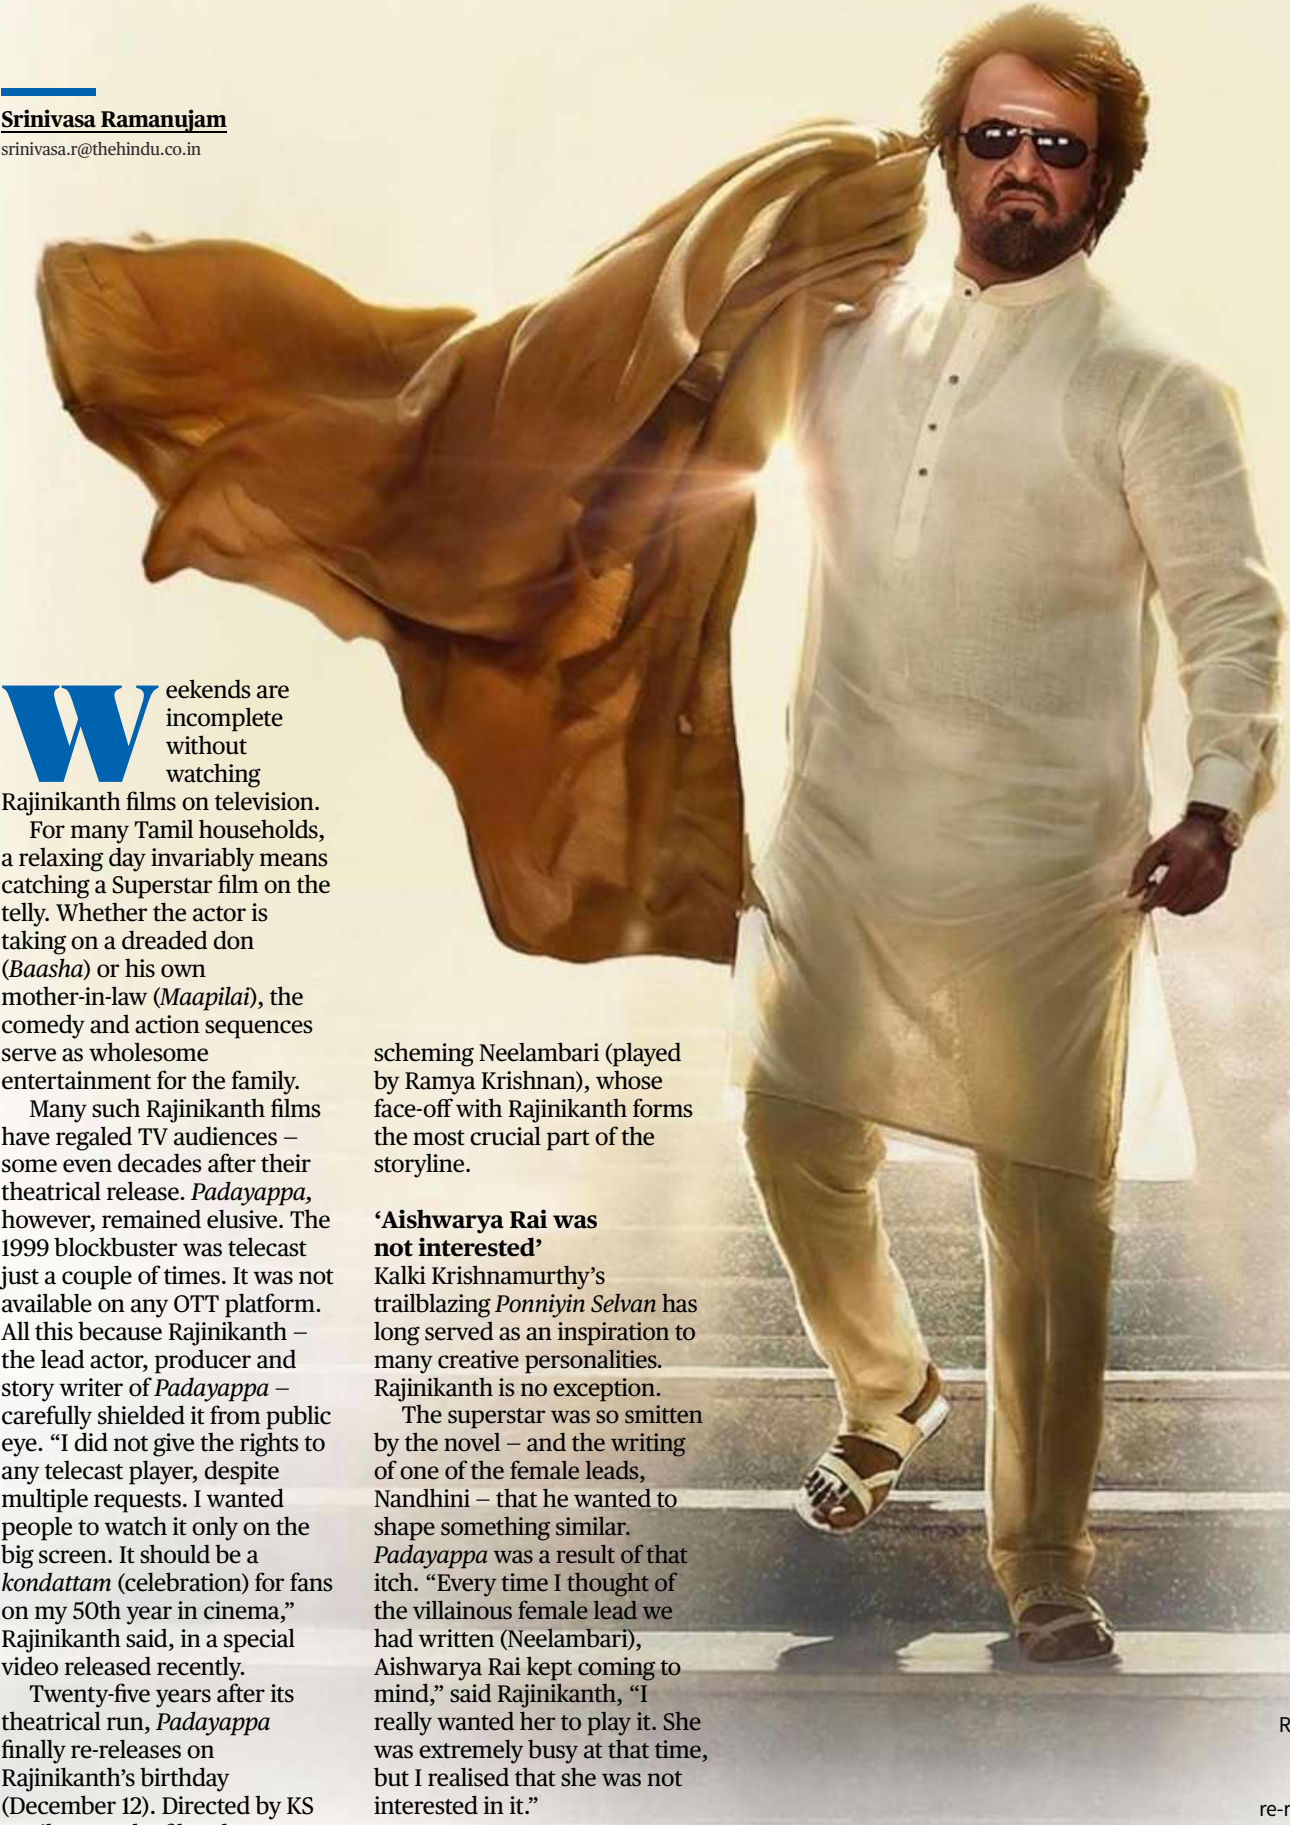 Srinivasa Ramanujam
srinivasa.r@thehindu.co.in
Weekends are
incomplete
without
watching
Rajinikanth films on television.
For many Tamil households,
a relaxing day invariably means
catching a Superstar film on the
telly. Whether the actor is
taking on a dreaded don
(Baasha) or his own
mother-in-law (Maapilai), the
comedy and action sequences
serve as wholesome
entertainment for the family.
Many such Rajinikanth films
have regaled TV audiences –
some even decades after their
theatrical release. Padayappa,
however, remained elusive. The
1999 blockbuster was telecast
just a couple of times. It was not
available on any OTT platform.
All this because Rajinikanth –
the lead actor, producer and
story writer of Padayappa –
carefully shielded it from public
eye. “I did not give the rights to
any telecast player, despite
multiple requests. I wanted
people to watch it only on the
big screen. It should be a
kondattam (celebration) for fans
on my 50th year in cinema,”
Rajinikanth said, in a special
video released recently.
Twenty-five years after its
theatrical run, Padayappa
finally re-releases on
Rajinikanth’s birthday
(December 12). Directed by KS
scheming Neelambari (played
by Ramya Krishnan), whose
face-off with Rajinikanth forms
the most crucial part of the
storyline.
‘Aishwarya Rai was
not interested’
Kalki Krishnamurthy’s
trailblazing Ponniyin Selvan has
long served as an inspiration to
many creative personalities.
Rajinikanth is no exception.
The superstar was so smitten
by the novel – and the writing
of one of the female leads,
Nandhini – that he wanted to
shape something similar.
Padayappa was a result of that
itch. “Every time I thought of
the villainous female lead we
had written (Neelambari),
Aishwarya Rai kept coming to
mind,” said Rajinikanth, “I
really wanted her to play it. She
was extremely busy at that time,
but I realised that she was not
interested in it.”
R
re-r